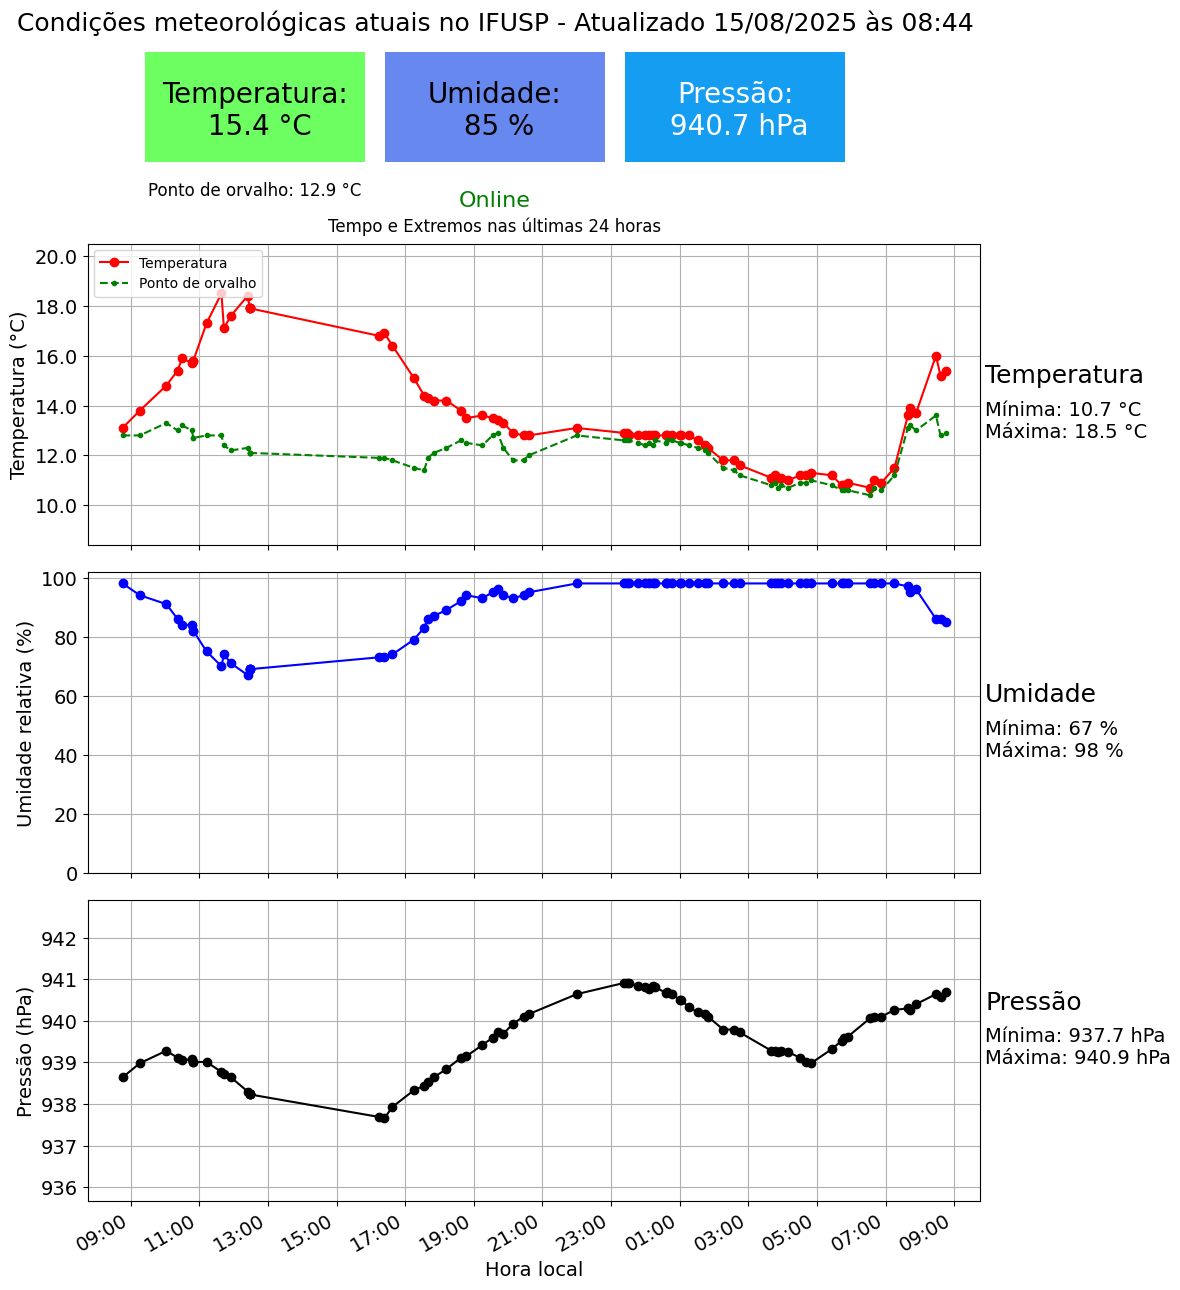 Condições meteorológicas atuais no IFUSP - Atualizado 15/08/2025 às 08:44
Temperatura:
15.4 °C
Umidade:
85 %
Pressão:
940.7 hPa
Ponto de orvalho: 12.9 °C
Online
Tempo e Extremos nas últimas 24 horas
Temperatura (°C)
20.0
18.0
16.0
14.0
12.0
10.0
Temperatura
Ponto de orvalho
Temperatura
Mínima: 10.7 °C
Máxima: 18.5 °C
Umidade relativa (%)
100
80
60
40
20
0
Umidade
Mínima: 67 %
Máxima: 98 %
Pressão (hPa)
942
941
940
939
938
937
936
Pressão
Mínima: 937.7 hPa
Máxima: 940.9 hPa
09:00
11:00
13:00
15:00
17:00
19:00
21:00
23:00
01:00
03:00
05:00
07:00
09:00
Hora local